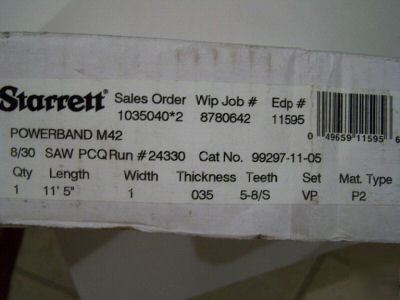 Starrett
Sales Order Wip Job # Edp #
1035040*2 8780642 11595
0 49659 11595 6
POWERBAND M42
8/30 SAW PCQ Run # 24330 Cat No. 99297-11-05
Qty Length Width Thickness Teeth Set Mat. Type
1 11' 5" 1 035 5-8/S VP P2